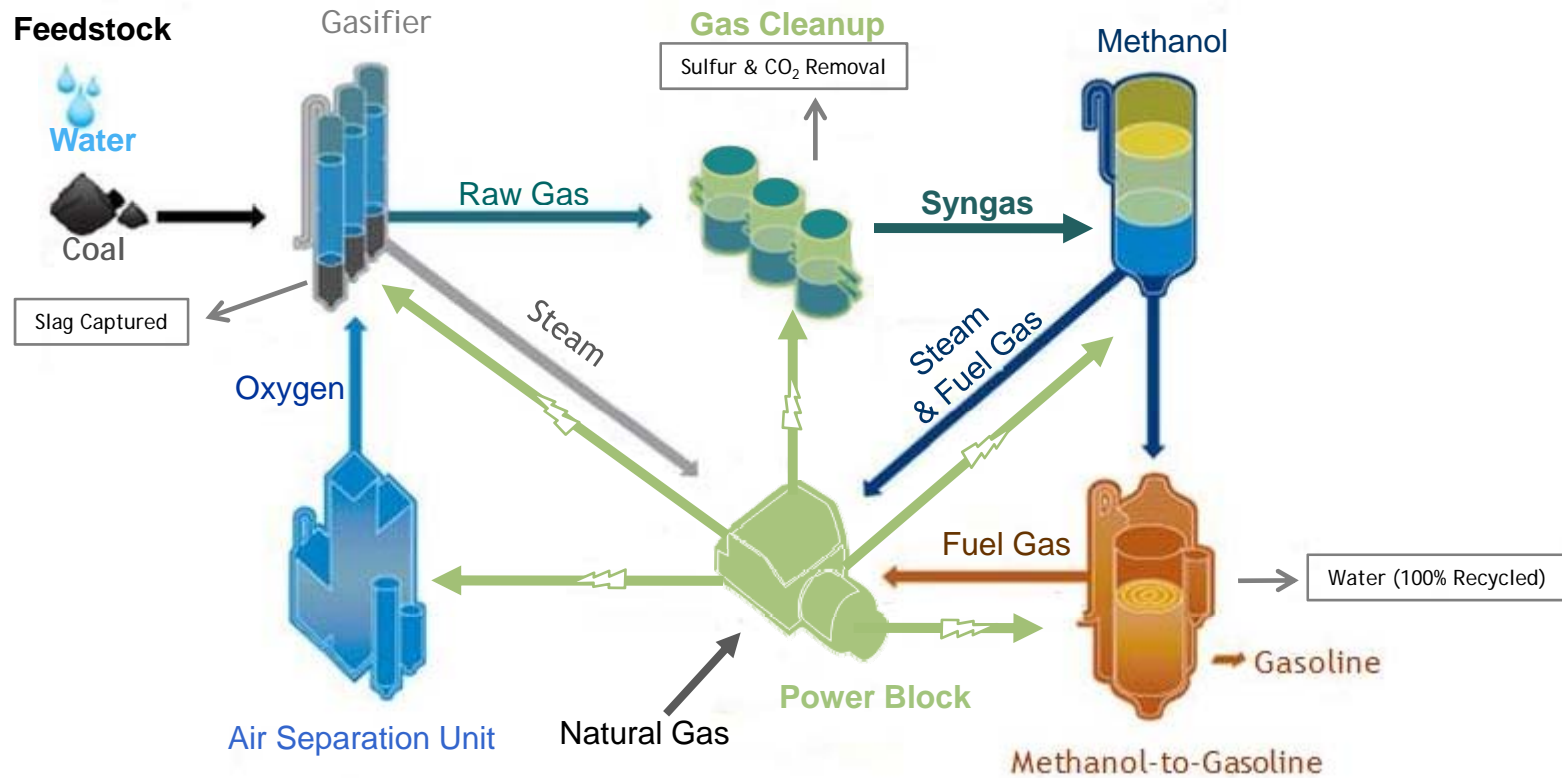 Feedstock
Gasifier
Gas Cleanup
Sulfur & CO₂ Removal
Methanol
Water
Coal
Raw Gas
Syngas
Slag Captured
Steam
Steam
& Fuel Gas
Oxygen
Fuel Gas
Water (100% Recycled)
Gasoline
Power Block
Natural Gas
Air Separation Unit
Methanol-to-Gasoline